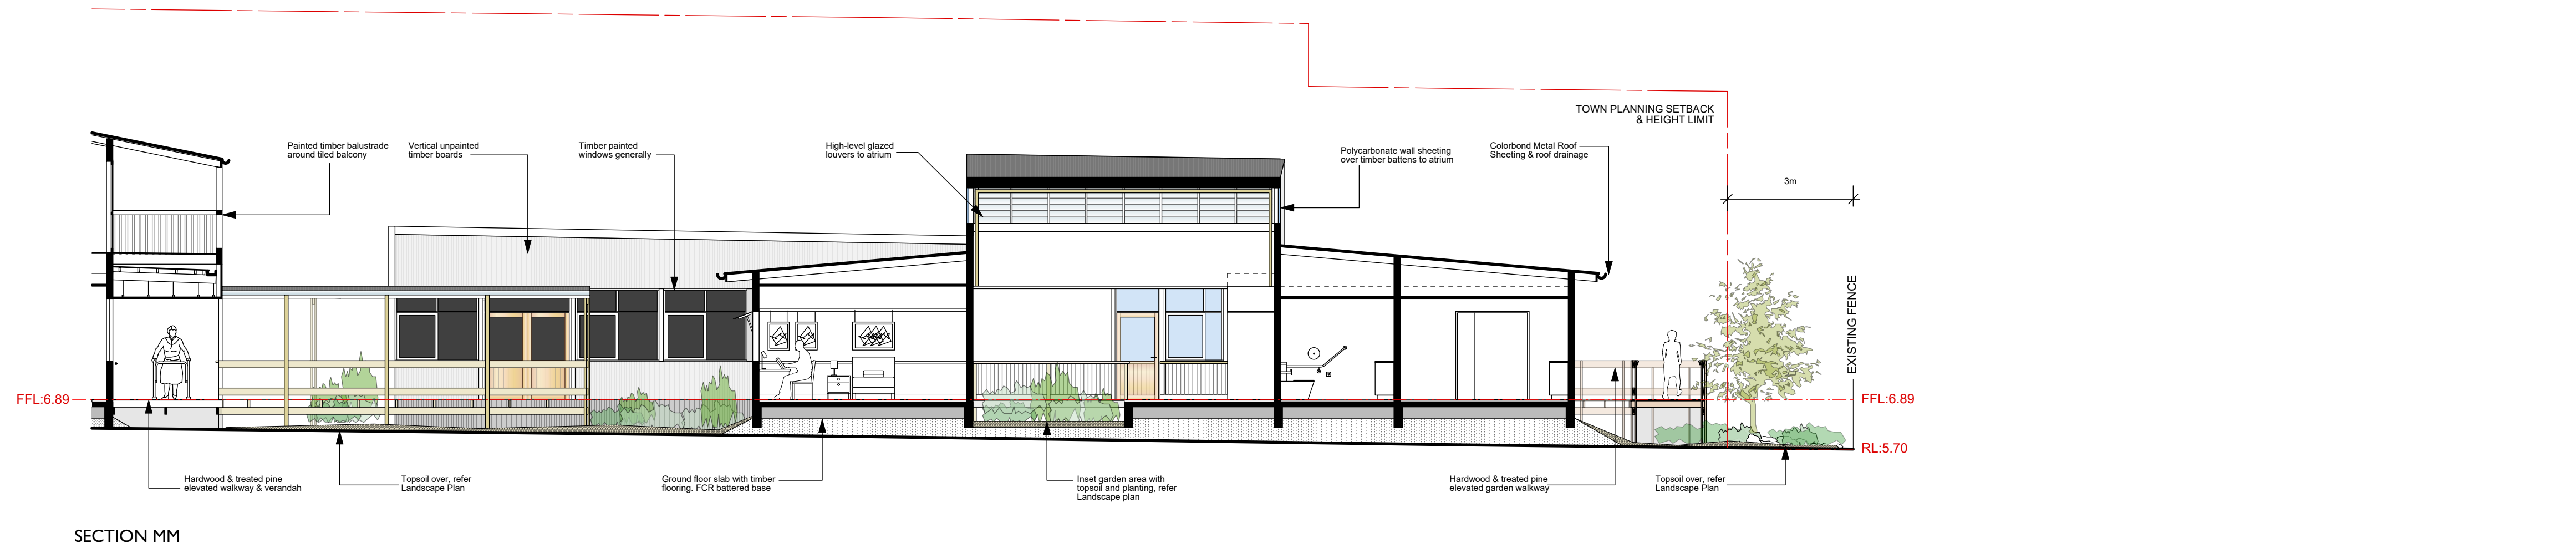 TOWN PLANNING SETBACK
& HEIGHT LIMIT
Painted timber balustrade
around tiled balcony
Vertical unpainted
timber boards
Timber painted
windows generally
High-level glazed
louvers to atrium
Polycarbonate wall sheeting
over timber battens to atrium
Colorbond Metal Roof
Sheeting & roof drainage
3m
EXISTING FENCE
FFL:6.89
FFL:6.89
RL:5.70
Hardwood & treated pine
elevated walkway & verandah
Topsoil over, refer
Landscape Plan
Ground floor slab with timber
flooring. FCR battered base
Inset garden area with
topsoil and planting, refer
Landscape plan
Hardwood & treated pine
elevated garden walkway
Topsoil over, refer
Landscape Plan
SECTION MM